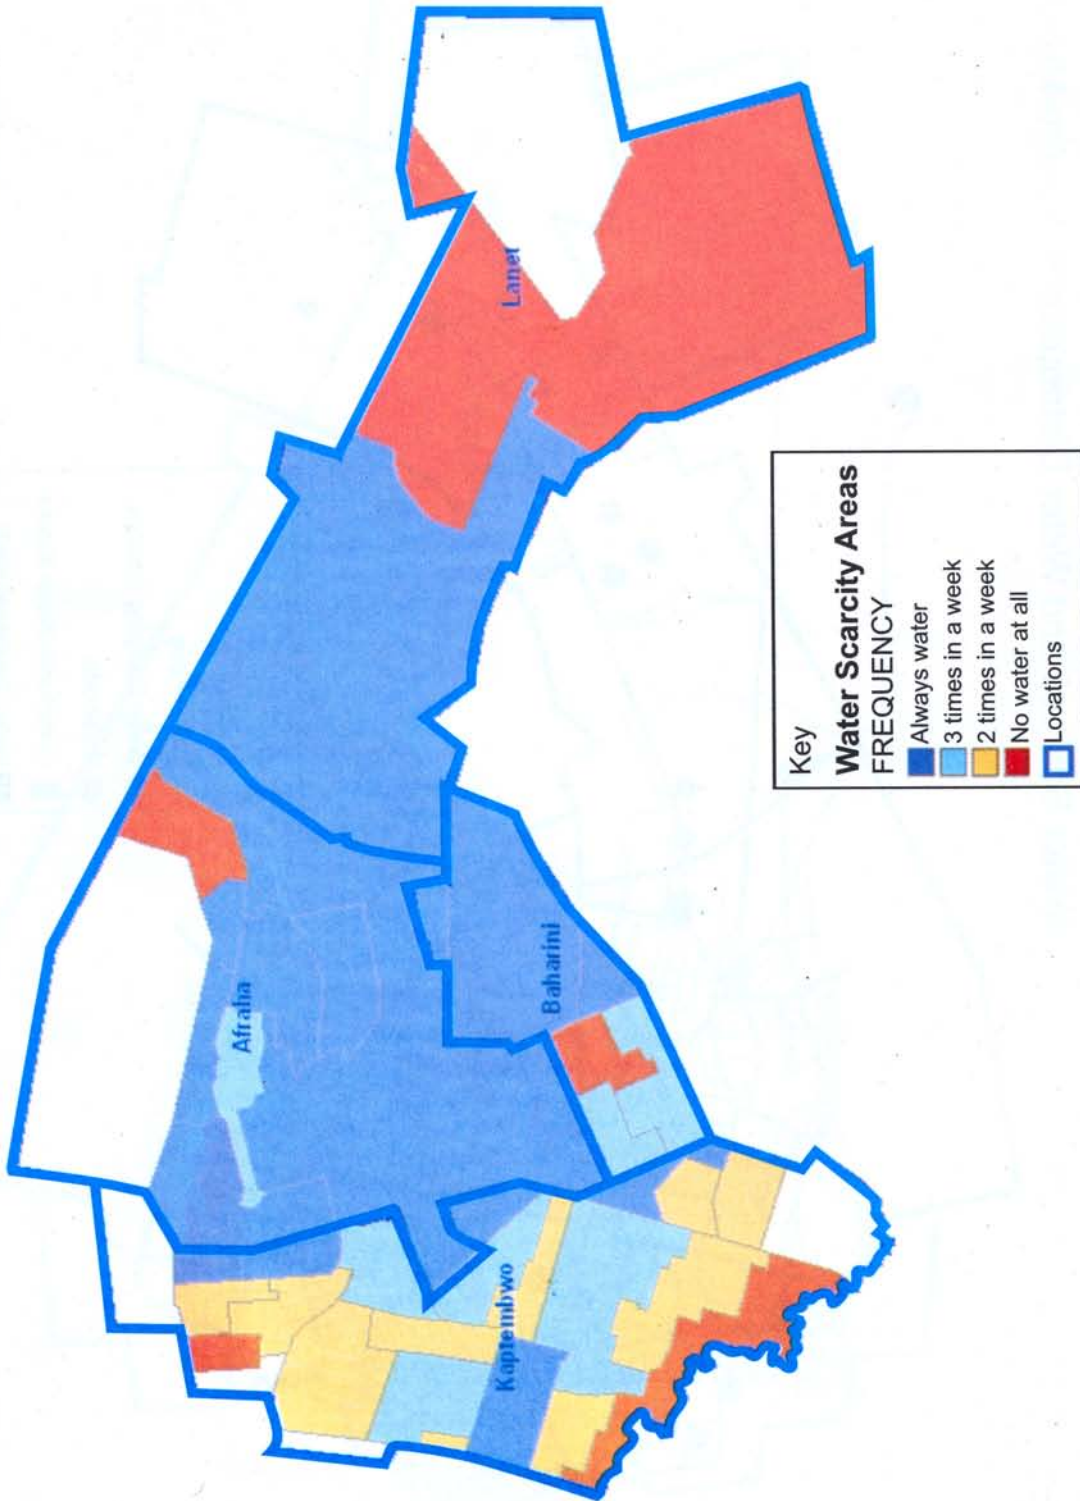 Lanet
Afraha
Baharini
Kaptembwo
Key
Water Scarcity Areas
FREQUENCY
Always water
3 times in a week
2 times in a week
No water at all
Locations